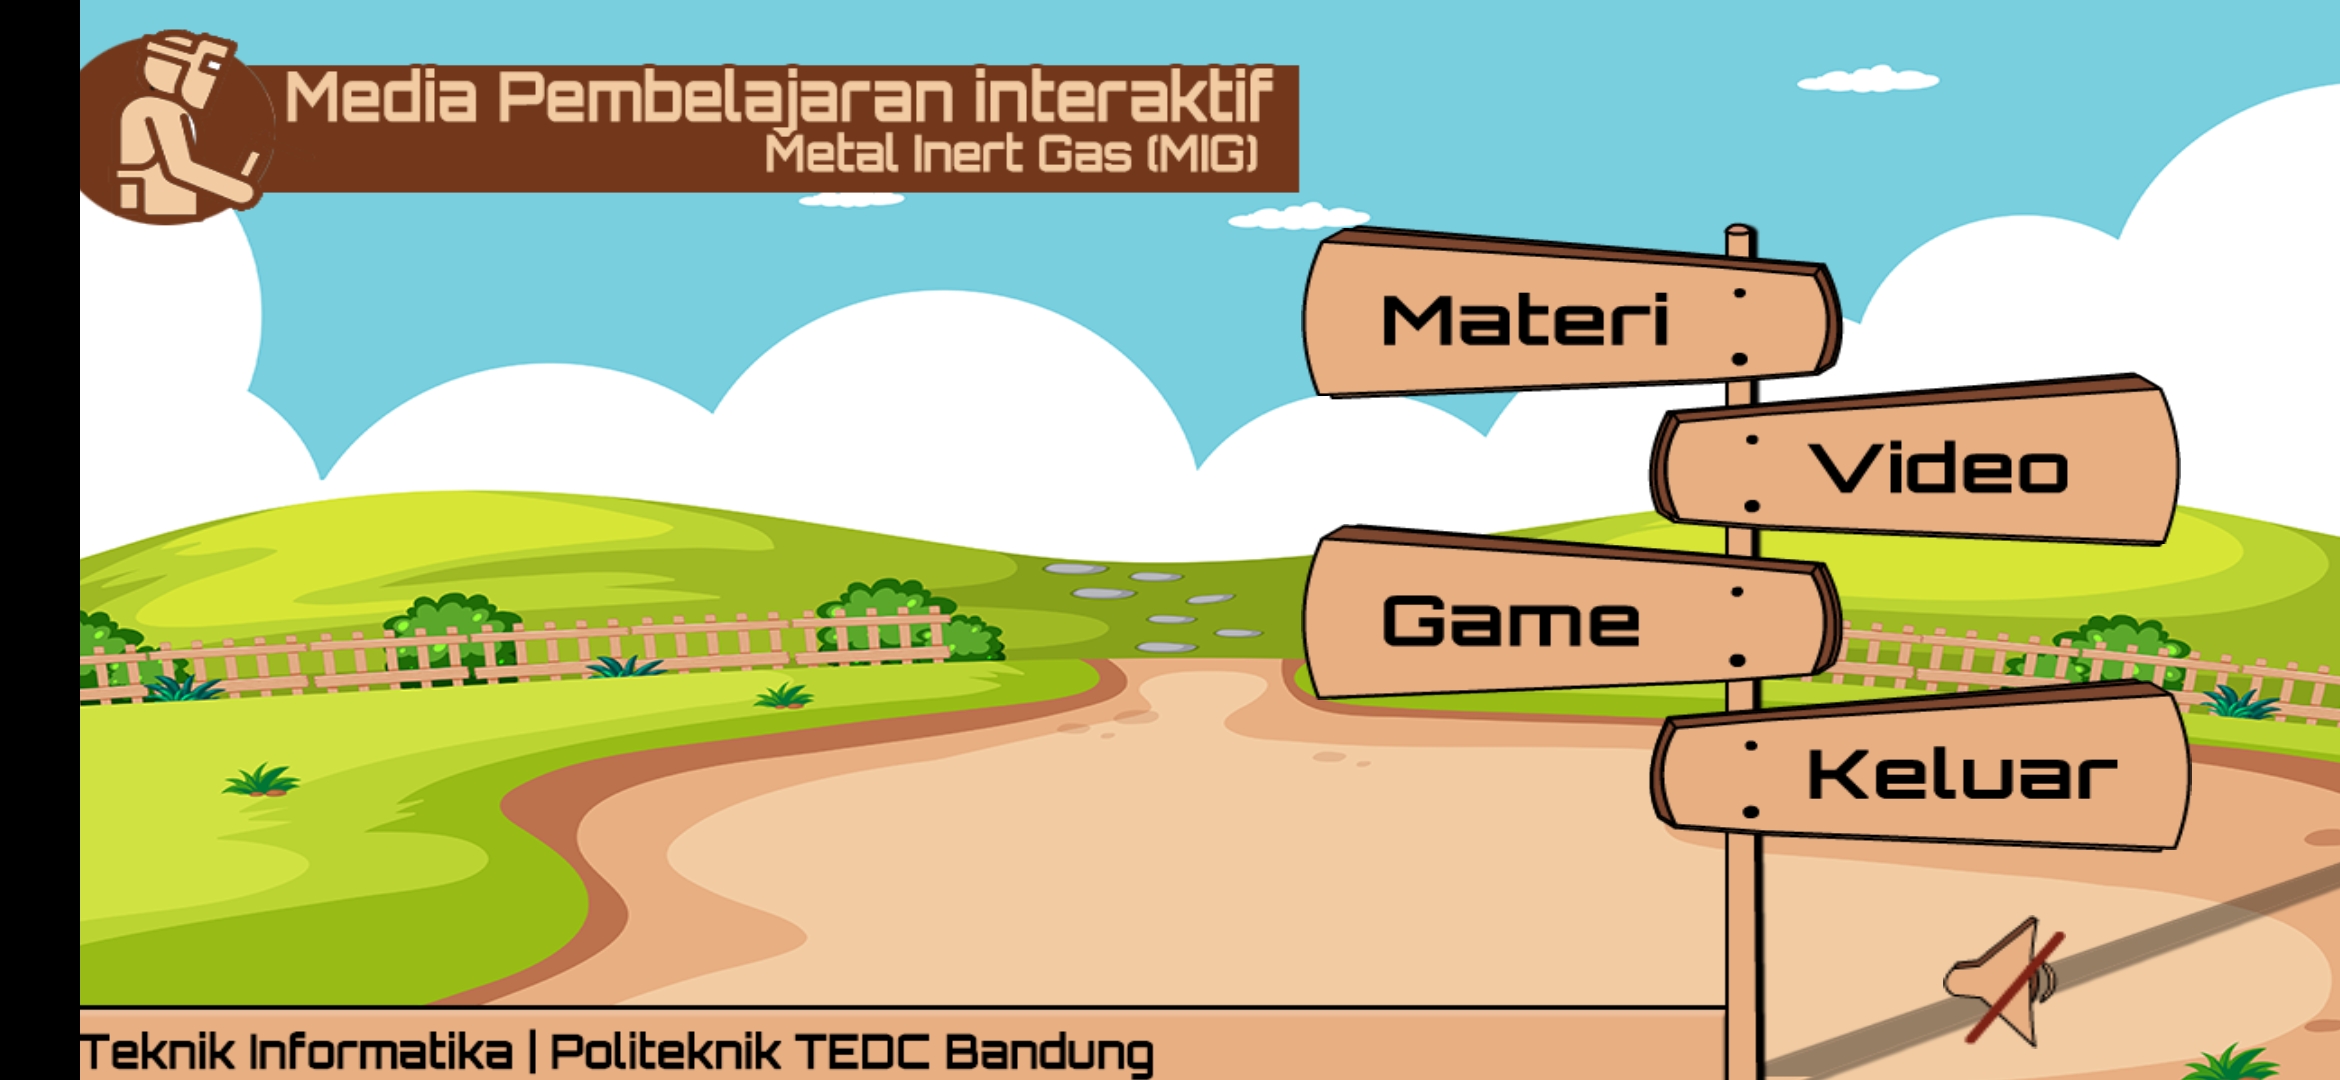 Media Pembelajaran interaktif
Metal Inert Gas (MIG)
Materi
Video
Game
Keluar
Teknik Informatika | Politeknik TEDC Bandung